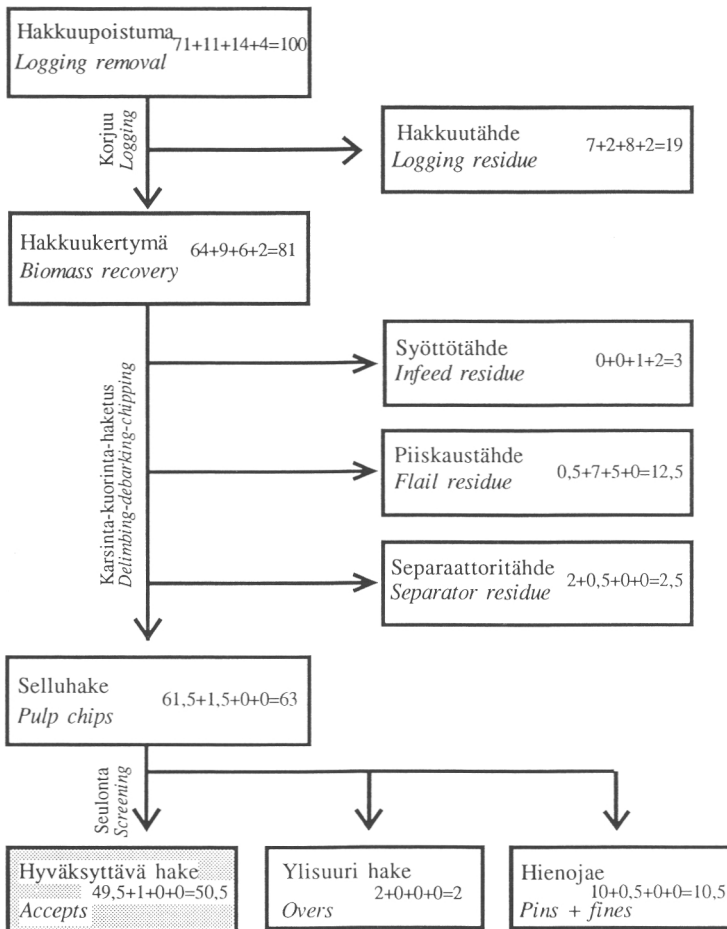 Hakkuupoistuma 71+11+14+4=100
Logging removal
Korjuu
Logging
Hakkuutähde
Logging residue 7+2+8+2=19
Hakkuukertymä 64+9+6+2=81
Biomass recovery
Karsinta-kuorinta-haketus
Delimbing-debarking-chipping
Syöttötähde
Infeed residue 0+0+1+2=3
Piiskaustähde
Flail residue 0,5+7+5+0=12,5
Separaattoritähde
Separator residue 2+0,5+0+0=2,5
Selluhake
Pulp chips 61,5+1,5+0+0=63
Seulonta
Screening
Hyväksyttävä hake
49,5+1+0+0=50,5
Accepts
Ylisuuri hake
2+0+0+0=2
Overs
Hienojae
10+0,5+0+0=10,5
Pins + fines